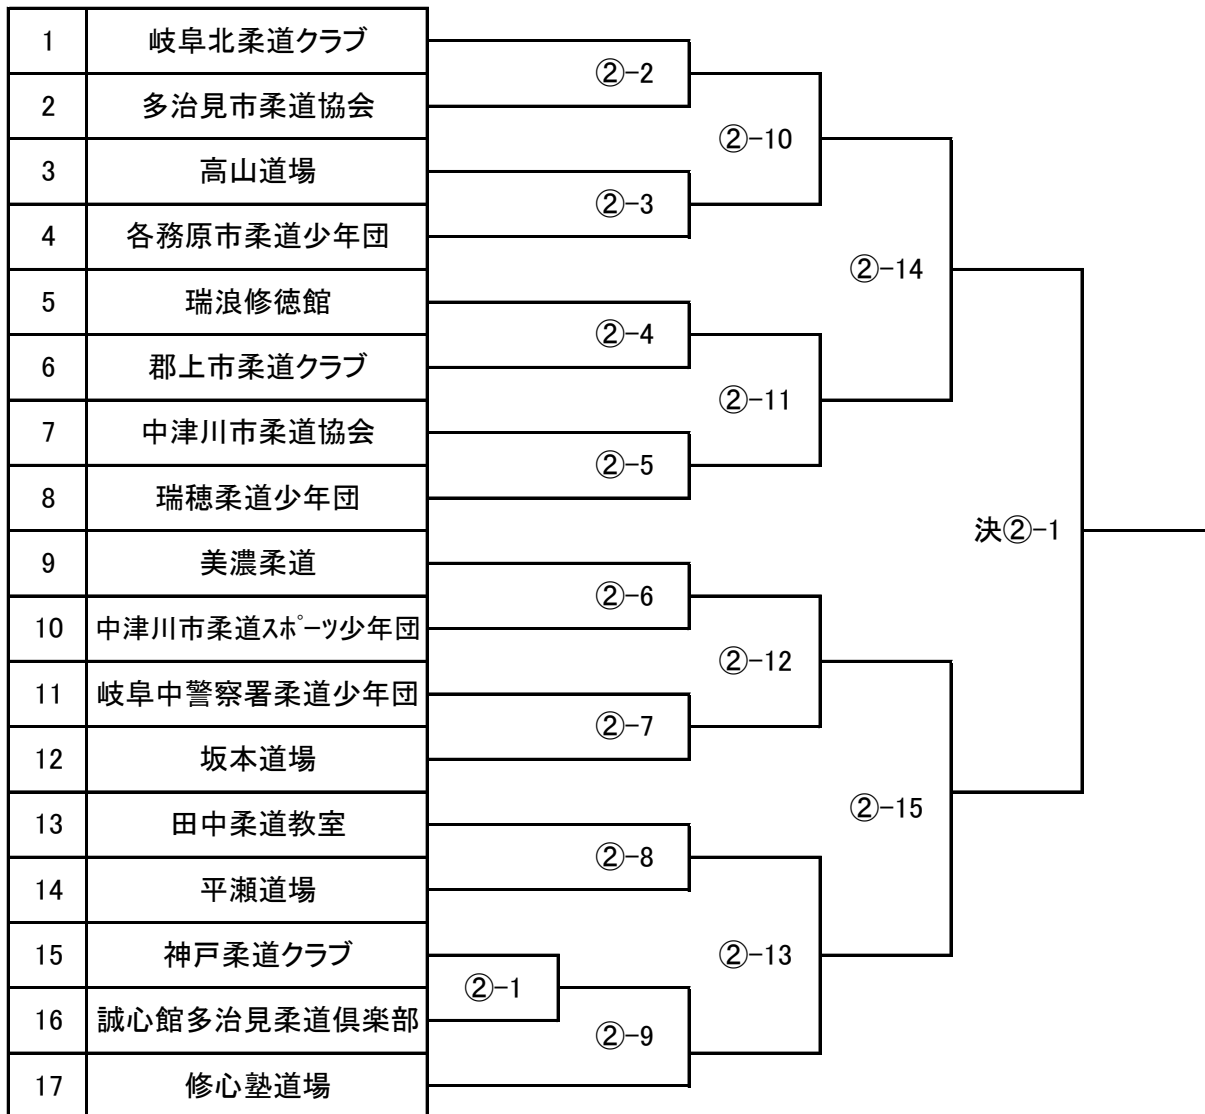 1 岐阜北柔道クラブ
②-2
2 多治見市柔道協会
②-10
3 高山道場
②-3
4 各務原市柔道少年団
②-14
5 瑞浪修徳館
②-4
6 郡上市柔道クラブ
②-11
7 中津川市柔道協会
②-5
8 瑞穂柔道少年団
決②-1
9 美濃柔道
②-6
10 中津川市柔道ｽﾎﾟｰﾂ少年団
②-12
11 岐阜中警察署柔道少年団
②-7
12 坂本道場
②-15
13 田中柔道教室
②-8
14 平瀬道場
②-13
15 神戸柔道クラブ
②-1
16 誠心館多治見柔道倶楽部
②-9
17 修心塾道場